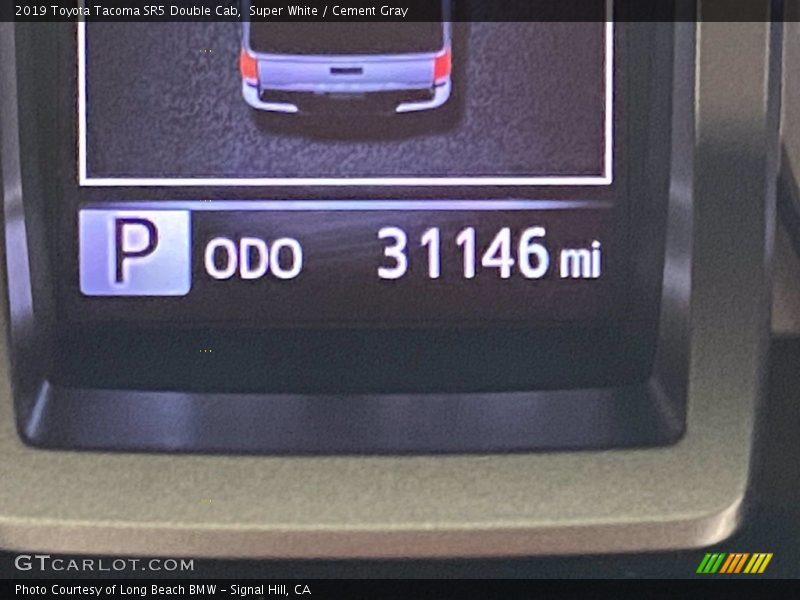 2019 Toyota Tacoma SR5 Double Cab, Super White / Cement Gray
P ODO 31146 mi
GTCARLOT.COM
Photo Courtesy of Long Beach BMW - Signal Hill, CA